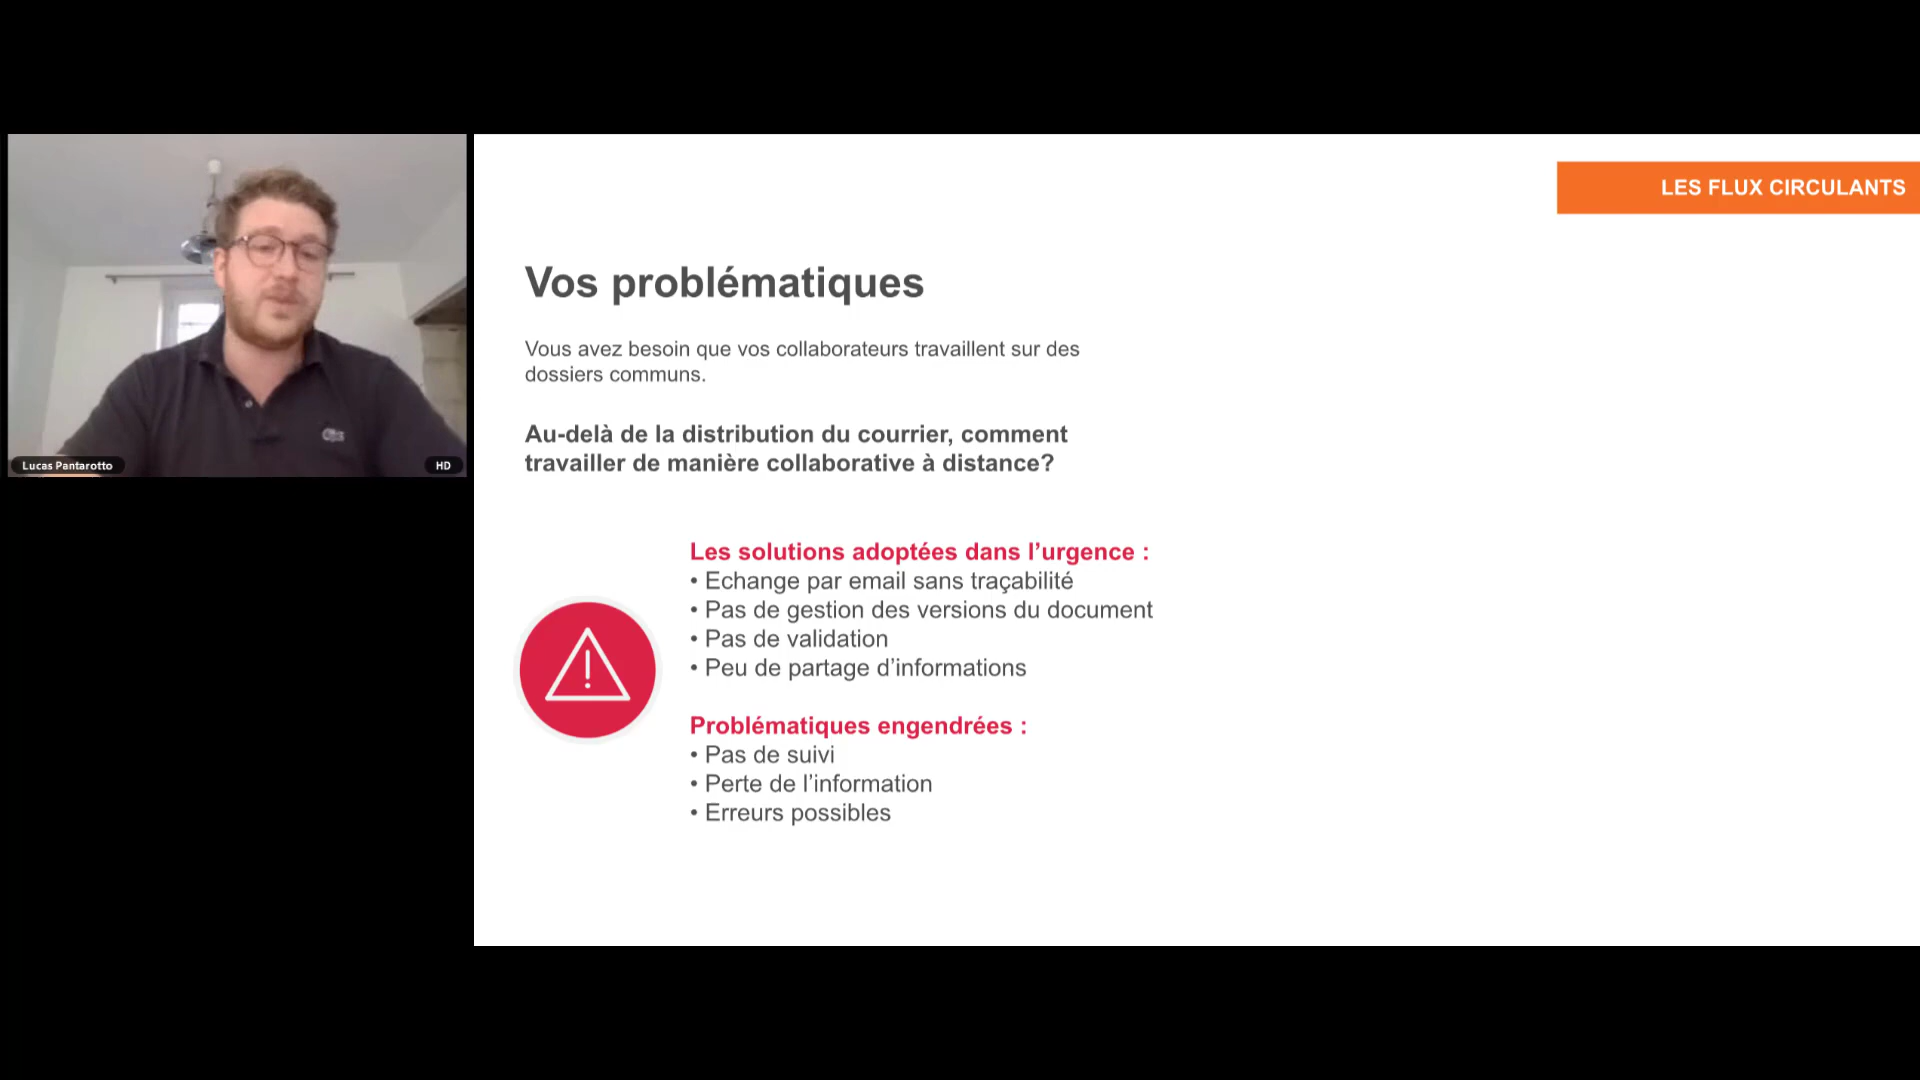 LES FLUX CIRCULANTS
Vos problématiques
Vous avez besoin que vos collaborateurs travaillent sur des
dossiers communs.
Au-delà de la distribution du courrier, comment
travailler de manière collaborative à distance?
Les solutions adoptées dans l’urgence :
• Echange par email sans traçabilité
• Pas de gestion des versions du document
• Pas de validation
• Peu de partage d’informations
Problématiques engendrées :
• Pas de suivi
• Perte de l’information
• Erreurs possibles
Lucas Pantarotto
HD